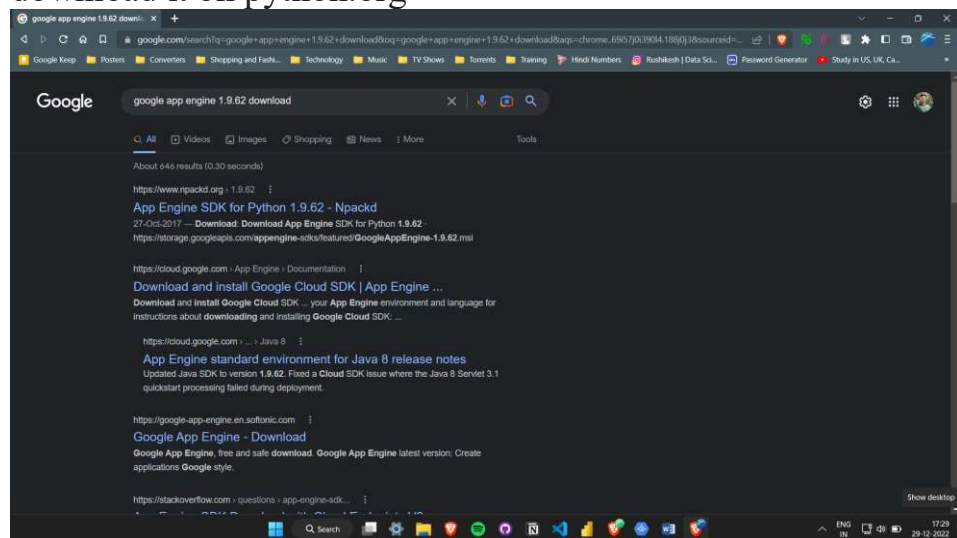 download it on python.org
google app engine 1.9.62 downlo
google.com/search?q=google+app+engine+1.9.62+download&oq=google+app+engine+1.9.62+download&aqs=chrome..69i57j0i390l4.188j0j3&sourceid=...
Google Keep Posters Converters Shopping and Fashi... Technology Music TV Shows Torrents Training Hindi Numbers Rushikesh | Data Sci... Password Generator Study in US, UK, Ca...
Google google app engine 1.9.62 download
All Videos Images Shopping News More Tools
About 646 results (0.30 seconds)
https://www.npackd.org › 1.9.62
App Engine SDK for Python 1.9.62 - Npackd
27-Oct-2017 — Download: Download App Engine SDK for Python 1.9.62 ·
https://storage.googleapis.com/appengine-sdks/featured/GoogleAppEngine-1.9.62.msi
https://cloud.google.com › App Engine › Documentation
Download and install Google Cloud SDK | App Engine ...
Download and install Google Cloud SDK ... your App Engine environment and language for
instructions about downloading and installing Google Cloud SDK: ...
https://cloud.google.com › ... › Java 8
App Engine standard environment for Java 8 release notes
Updated Java SDK to version 1.9.62. Fixed a Cloud SDK issue where the Java 8 Servlet 3.1
quickstart processing failed during deployment.
https://google-app-engine.en.softonic.com
Google App Engine - Download
Google App Engine, free and safe download. Google App Engine latest version: Create
applications Google style.
https://stackoverflow.com › questions › app-engine-sdk...
Show desktop
Search
ENG
IN
17:29
29-12-2022